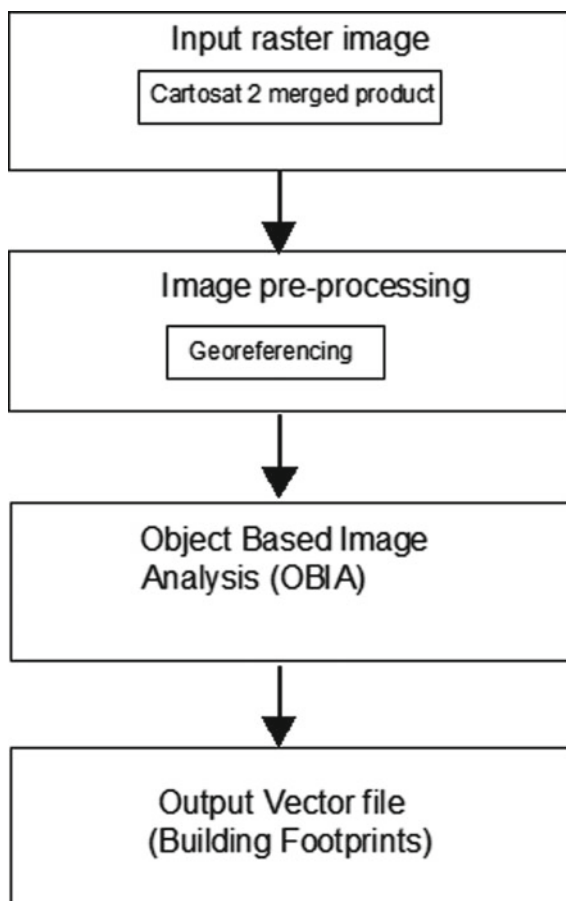 Input raster image
Cartosat 2 merged product
Image pre-processing
Georeferencing
Object Based Image
Analysis (OBIA)
Output Vector file
(Building Footprints)